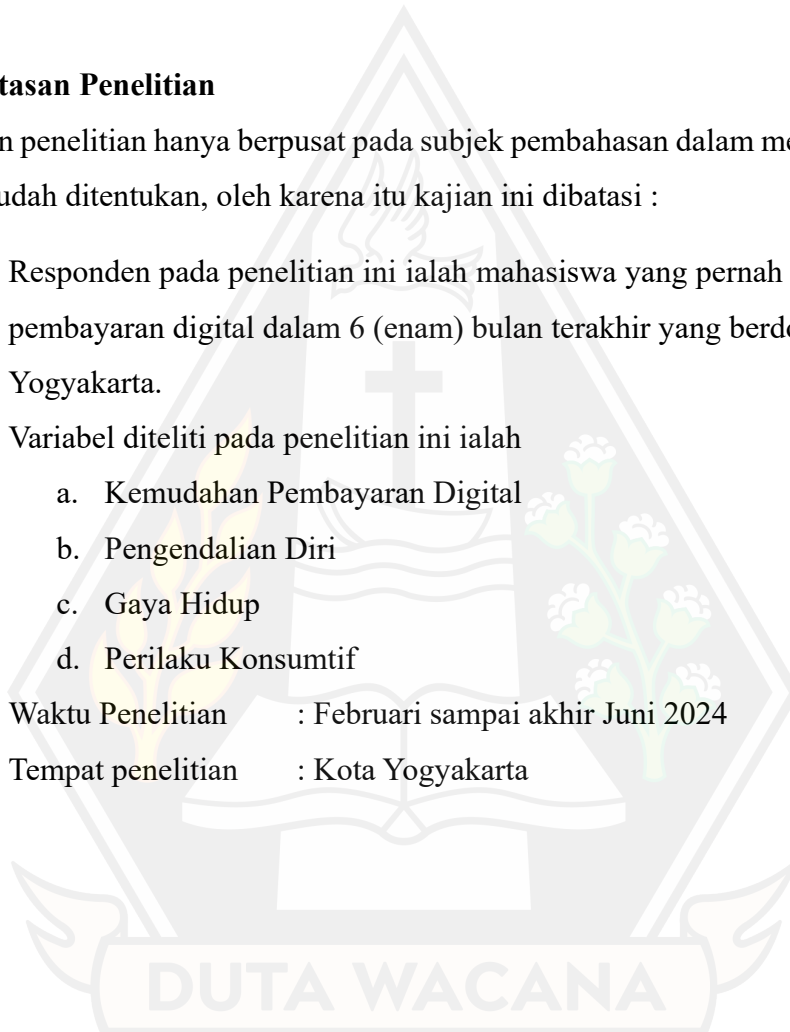 tasan Penelitian
n penelitian hanya berpusat pada subjek pembahasan dalam me
udah ditentukan, oleh karena itu kajian ini dibatasi :
Responden pada penelitian ini ialah mahasiswa yang pernah
pembayaran digital dalam 6 (enam) bulan terakhir yang berdo
Yogyakarta.
Variabel diteliti pada penelitian ini ialah
a. Kemudahan Pembayaran Digital
b. Pengendalian Diri
c. Gaya Hidup
d. Perilaku Konsumtif
Waktu Penelitian : Februari sampai akhir Juni 2024
Tempat penelitian : Kota Yogyakarta
DUTA WACANA